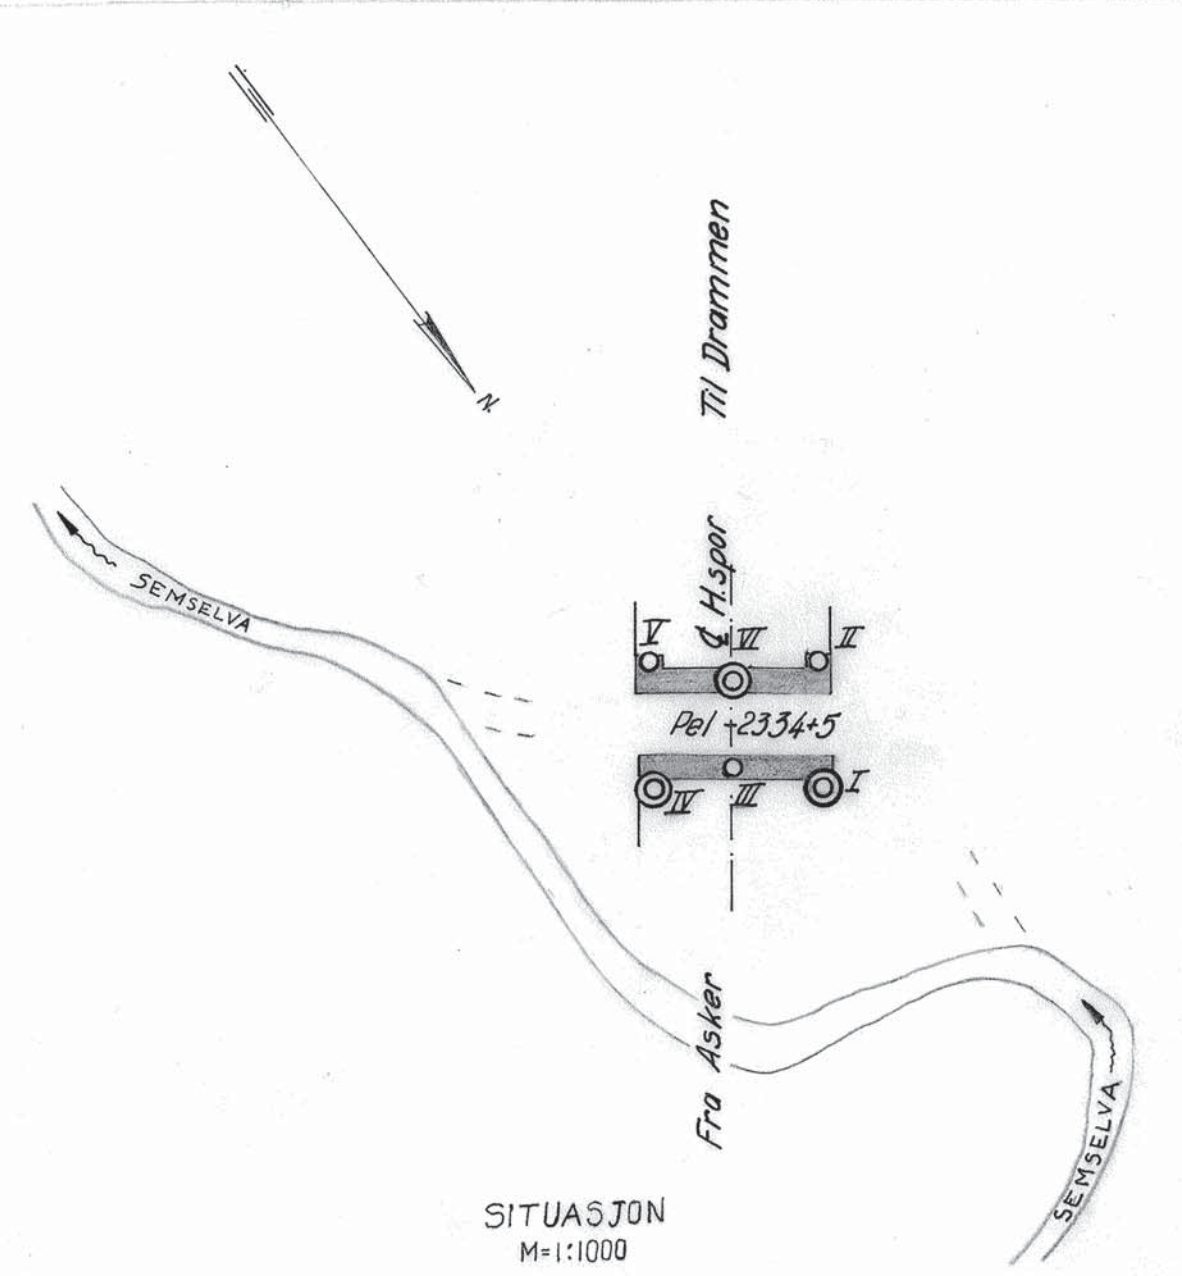 N.
Til Drammen
SEMSELVA
℄ H.spor
V
VI
II
Pel 2334+5
IV
III
I
Fra Asker
SEMSELVA
SITUASJON
M=1:1000